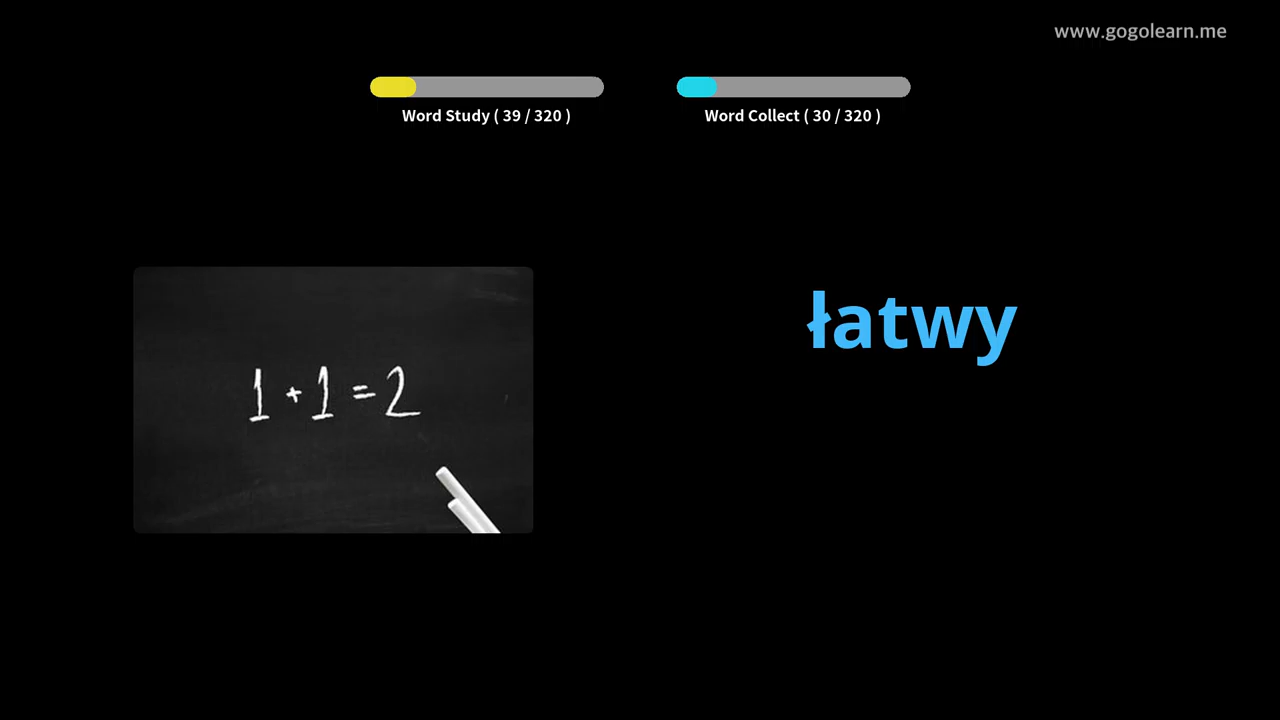 www.gogolearn.me
Word Study ( 39 / 320 )
Word Collect ( 30 / 320 )
łatwy
1 + 1 = 2